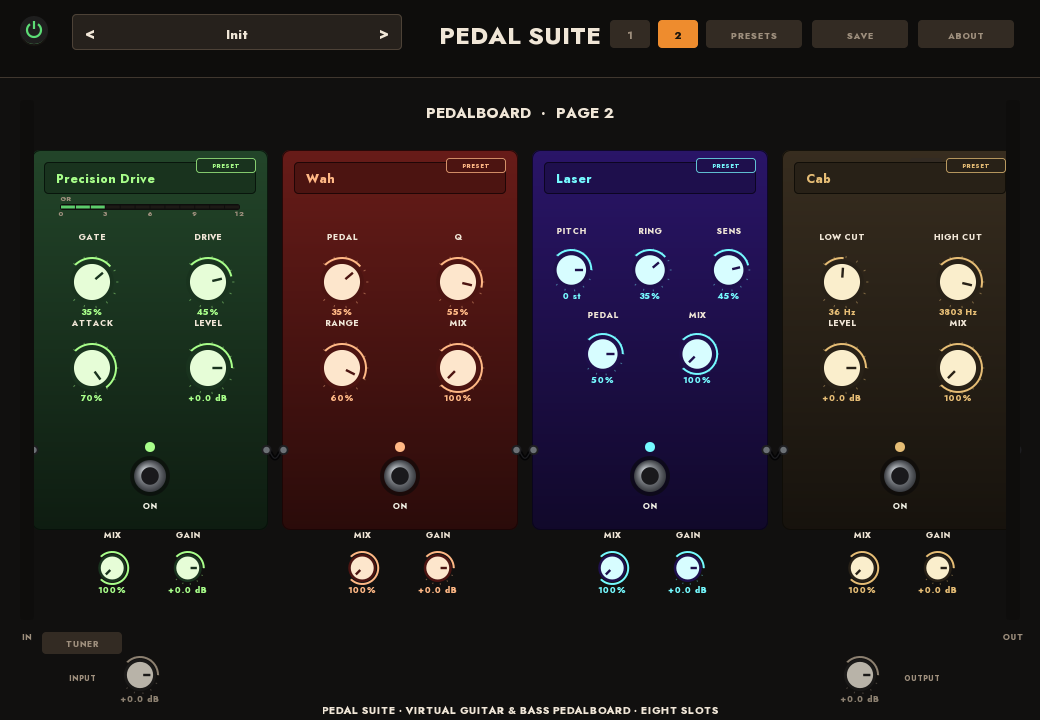 < Init > PEDAL SUITE 1 2 PRESETS SAVE ABOUT
PEDALBOARD · PAGE 2
PRESET PRESET PRESET PRESET
Precision Drive Wah Laser Cab
GR
0 3 6 9 12
GATE DRIVE PEDAL Q PITCH RING SENS LOW CUT HIGH CUT
35% 45% 35% 55% 0 st 35% 45% 36 Hz 3803 Hz
ATTACK LEVEL RANGE MIX PEDAL MIX LEVEL MIX
70% +0.0 dB 60% 100% 50% 100% +0.0 dB 100%
ON ON ON ON
MIX GAIN MIX GAIN MIX GAIN MIX GAIN
100% +0.0 dB 100% +0.0 dB 100% +0.0 dB 100% +0.0 dB
IN TUNER OUT
INPUT OUTPUT
+0.0 dB +0.0 dB
PEDAL SUITE · VIRTUAL GUITAR & BASS PEDALBOARD · EIGHT SLOTS